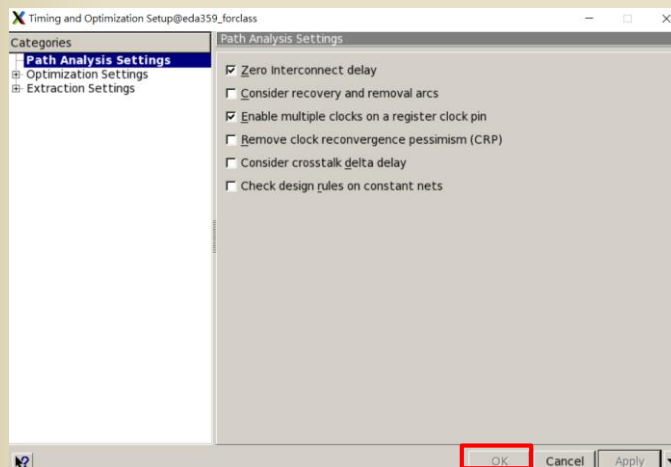 Timing and Optimization Setup@eda359_forclass
Categories
Path Analysis Settings
Optimization Settings
Extraction Settings
Path Analysis Settings
Zero Interconnect delay
Consider recovery and removal arcs
Enable multiple clocks on a register clock pin
Remove clock reconvergence pessimism (CRP)
Consider crosstalk delta delay
Check design rules on constant nets
OK Cancel Apply